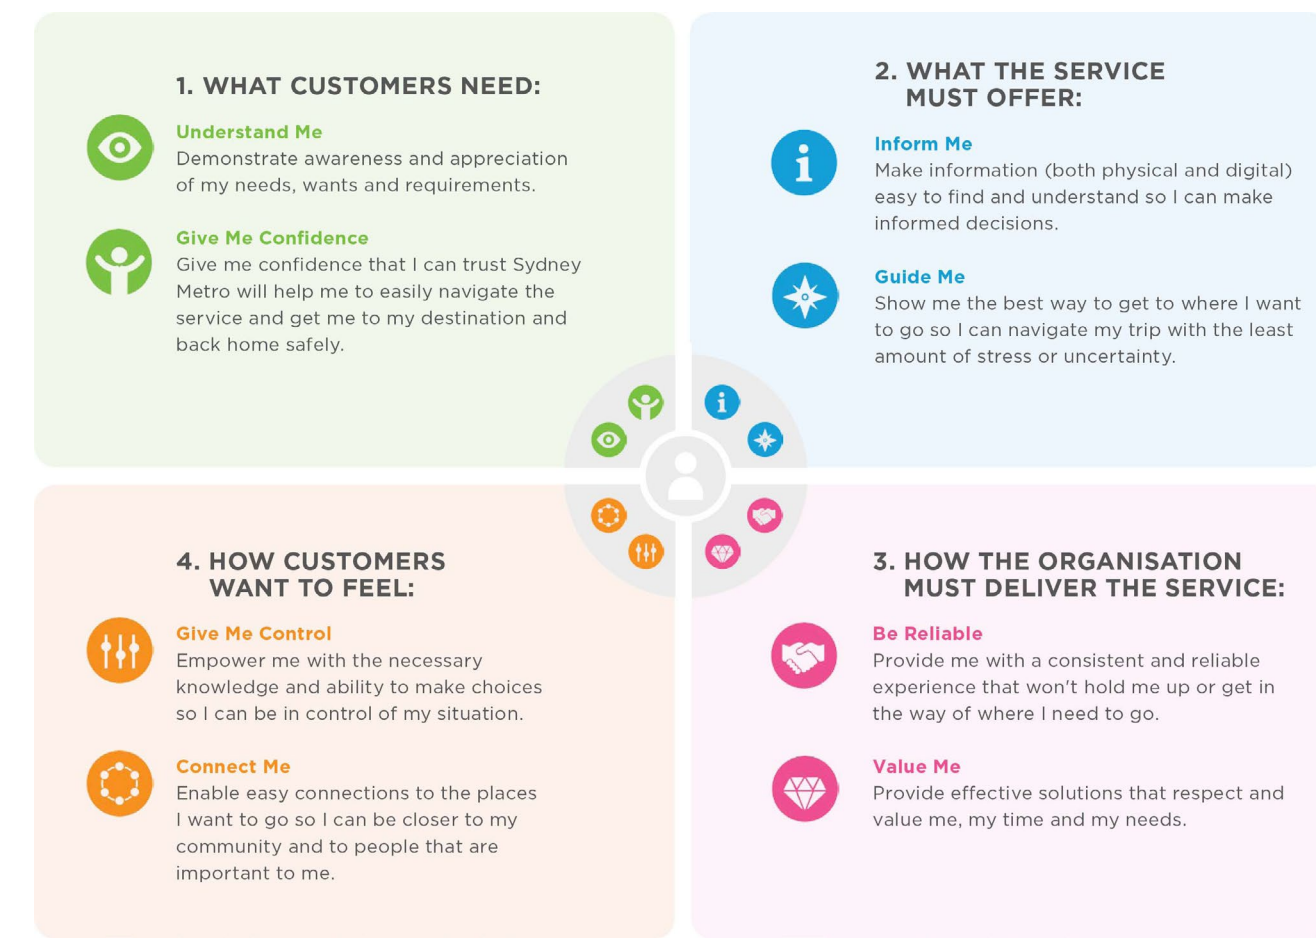 1. WHAT CUSTOMERS NEED:
Understand Me
Demonstrate awareness and appreciation
of my needs, wants and requirements.
Give Me Confidence
Give me confidence that I can trust Sydney
Metro will help me to easily navigate the
service and get me to my destination and
back home safely.
2. WHAT THE SERVICE
MUST OFFER:
Inform Me
Make information (both physical and digital)
easy to find and understand so I can make
informed decisions.
Guide Me
Show me the best way to get to where I want
to go so I can navigate my trip with the least
amount of stress or uncertainty.
3. HOW THE ORGANISATION
MUST DELIVER THE SERVICE:
Be Reliable
Provide me with a consistent and reliable
experience that won't hold me up or get in
the way of where I need to go.
Value Me
Provide effective solutions that respect and
value me, my time and my needs.
4. HOW CUSTOMERS
WANT TO FEEL:
Give Me Control
Empower me with the necessary
knowledge and ability to make choices
so I can be in control of my situation.
Connect Me
Enable easy connections to the places
I want to go so I can be closer to my
community and to people that are
important to me.